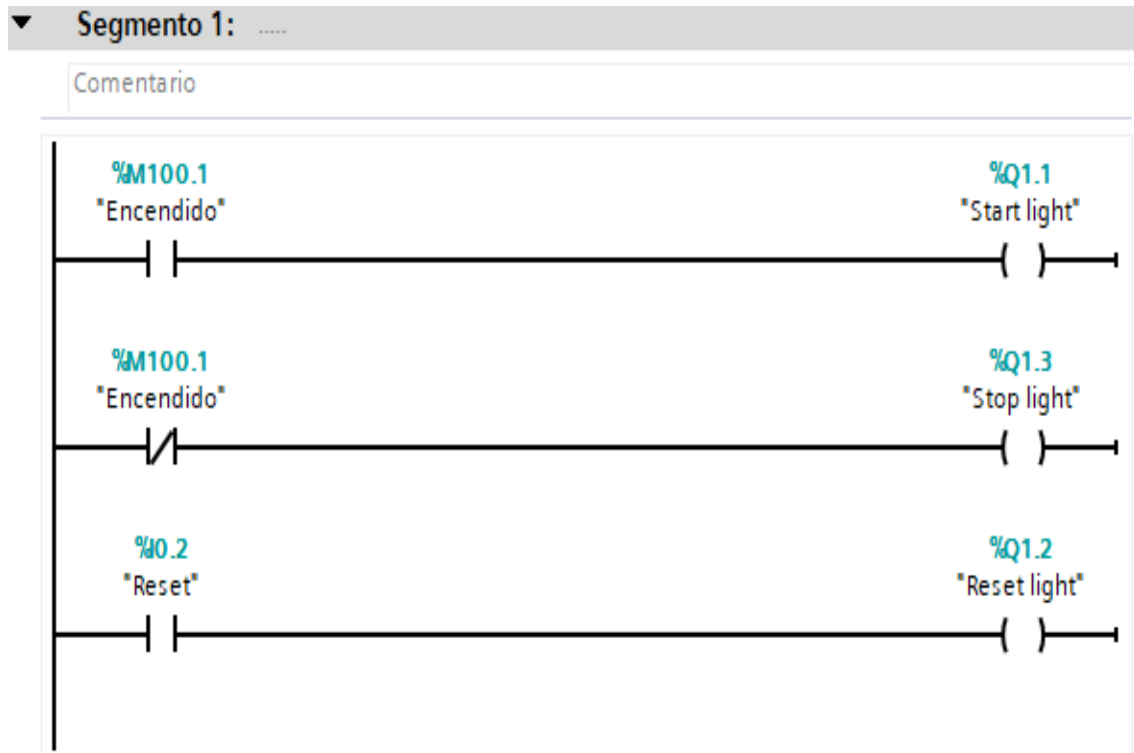 Segmento 1: .....
Comentario
%M100.1 %Q1.1
"Encendido" "Start light"
%M100.1 %Q1.3
"Encendido" "Stop light"
%I0.2 %Q1.2
"Reset" "Reset light"